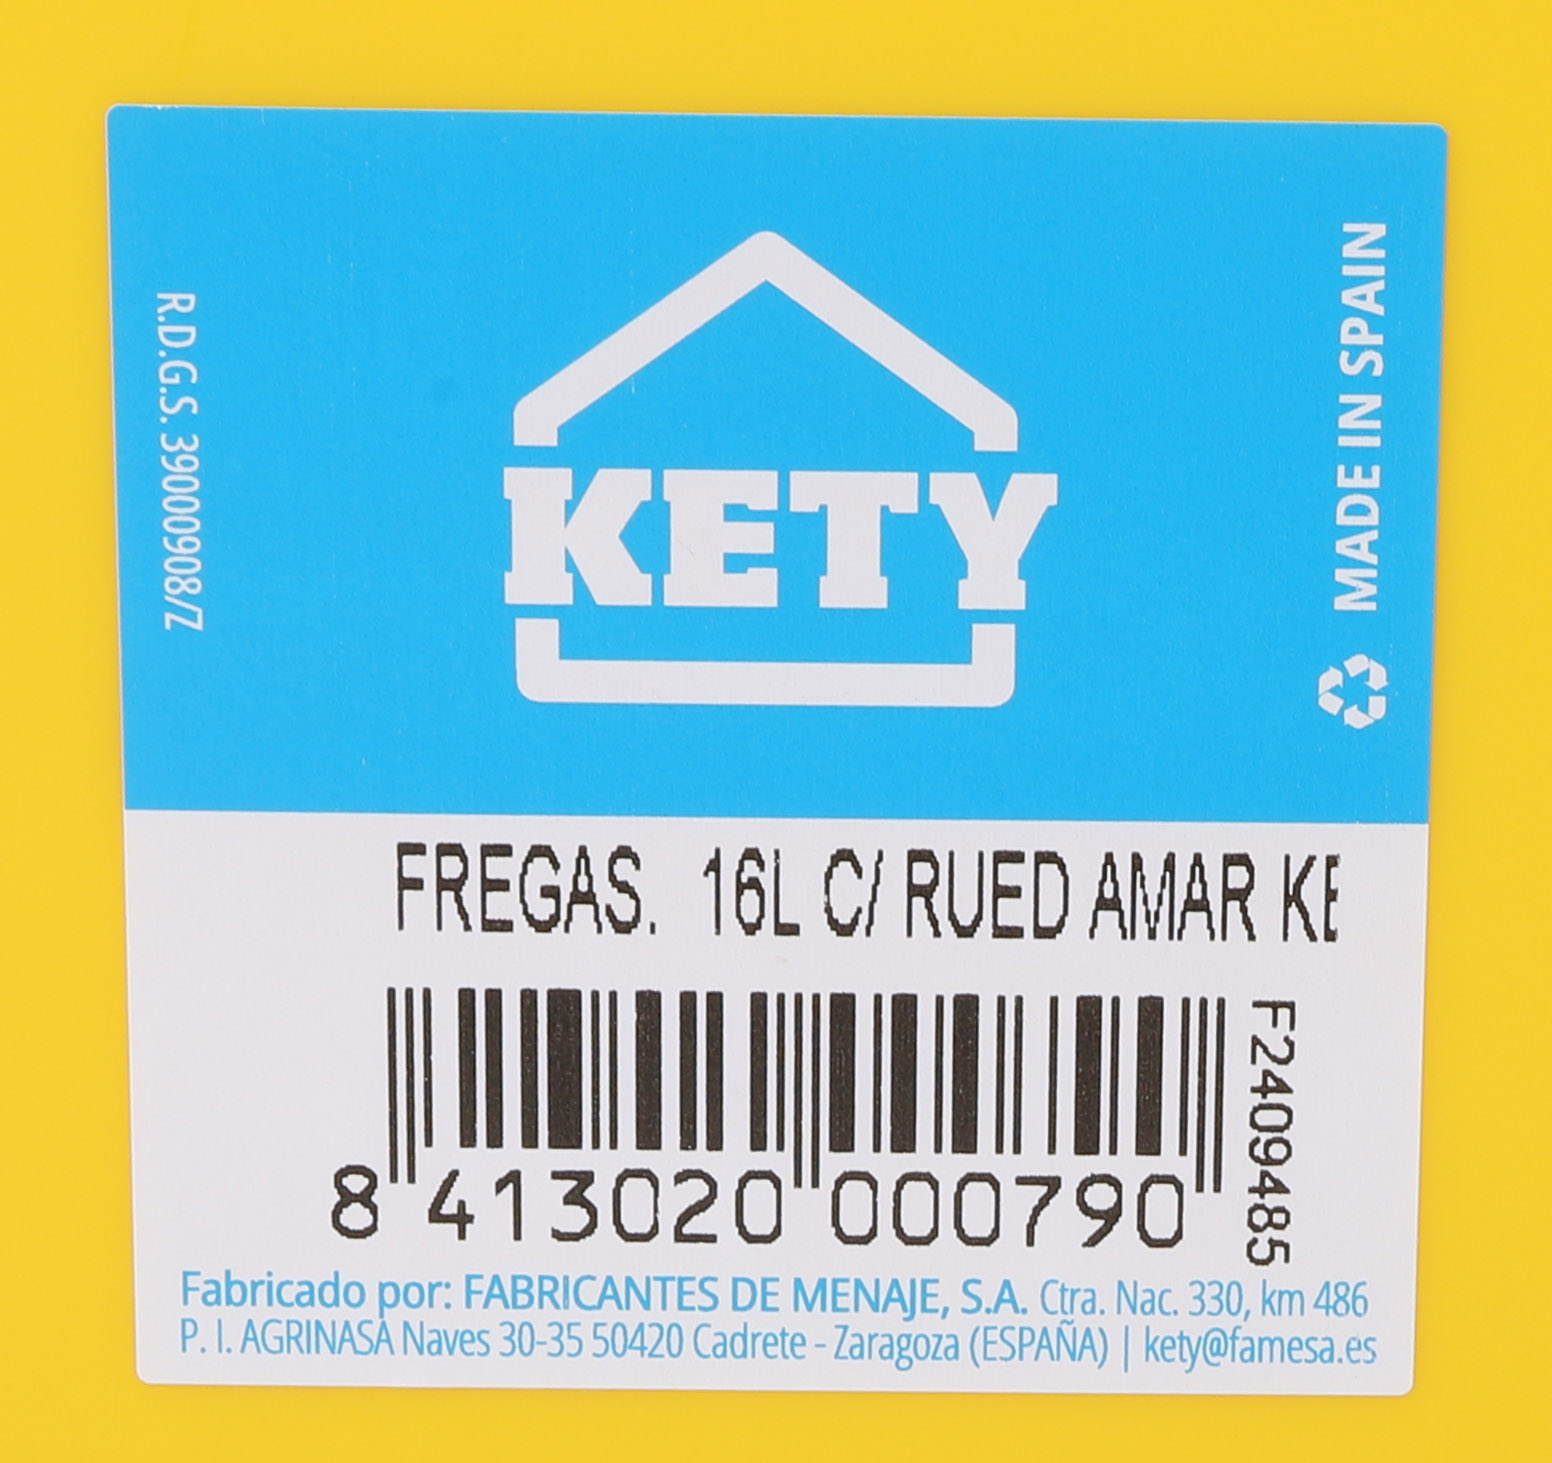 R.D.G.S. 39000908/Z
KETY
MADE IN SPAIN
FREGAS. 16L C/ RUED AMAR KE
8 413020 000790
F2409485
Fabricado por: FABRICANTES DE MENAJE, S.A. Ctra. Nac. 330, km 486
P. I. AGRINASA Naves 30-35 50420 Cadrete - Zaragoza (ESPAÑA) | kety@famesa.es